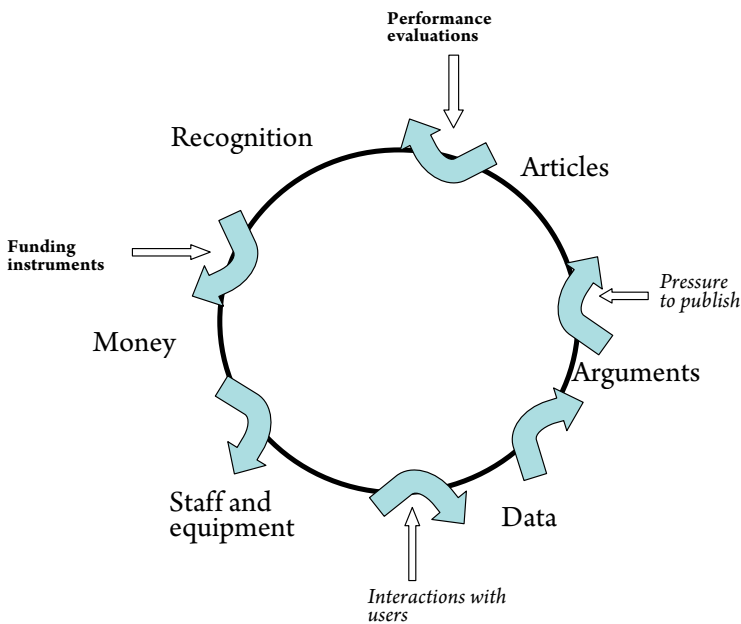 Performance
evaluations
Recognition
Articles
Funding
instruments
Pressure
to publish
Money
Arguments
Staff and
equipment
Data
Interactions with
users